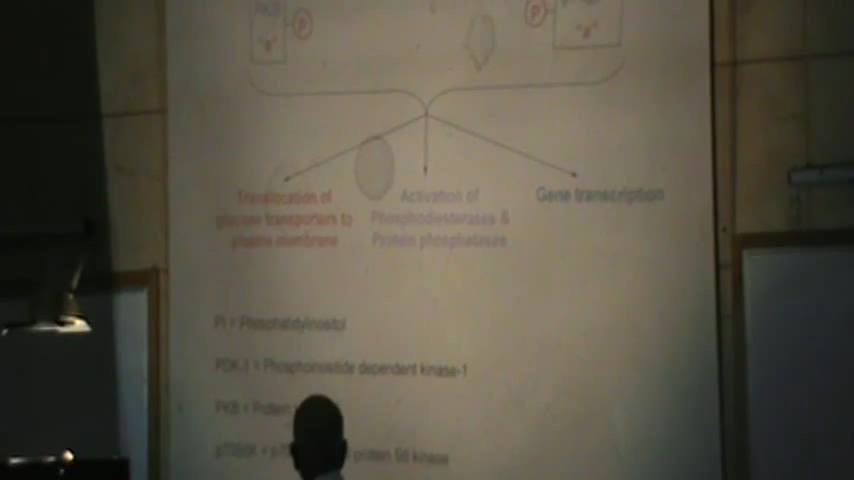 PKB
P
"a"
P
"a"
Translocation of
glucose transporters to
plasma membrane
Activation of
Phosphodiesterases &
Protein phosphatases
Gene transcription
PI = Phosphatidylinositol
PDK-1 = Phosphoinositide dependent kinase-1
PKB = Protein
protein S6 kinase